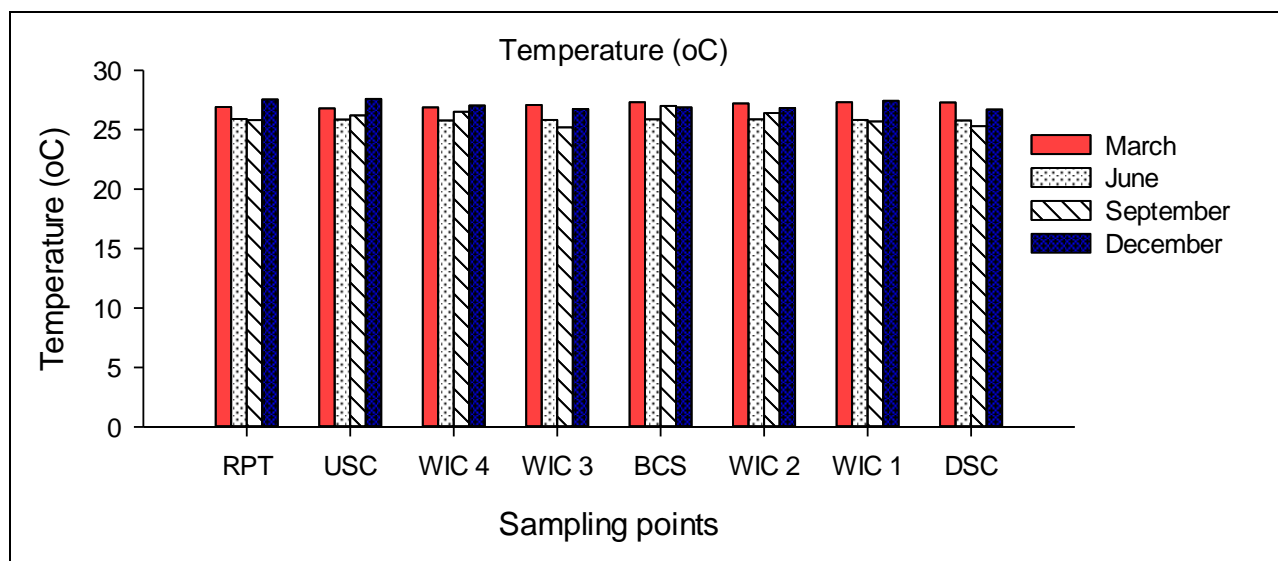 Temperature (oC)
Temperature (oC)
30
25
20
15
10
5
0
RPT USC WIC 4 WIC 3 BCS WIC 2 WIC 1 DSC
Sampling points
March
June
September
December